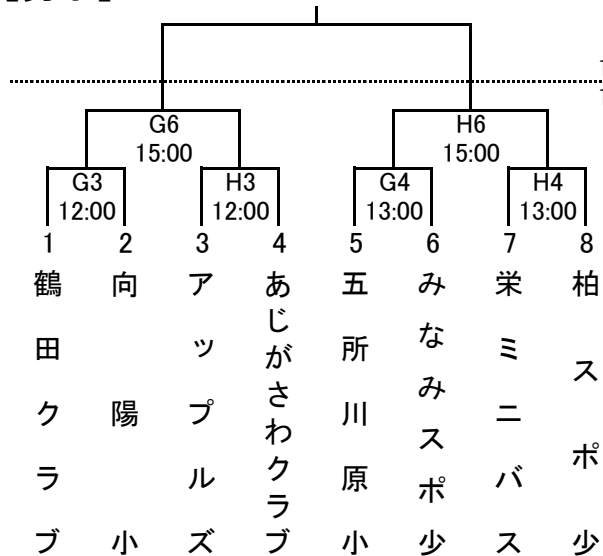 G6
15:00
H6
15:00
G3
12:00
H3
12:00
G4
13:00
H4
13:00
1
2
3
4
5
6
7
8
鶴田クラブ
向陽小
アップルズ
あじがさわクラブ
五所川原小
みなみスポ少
栄ミニバス
柏スポ少